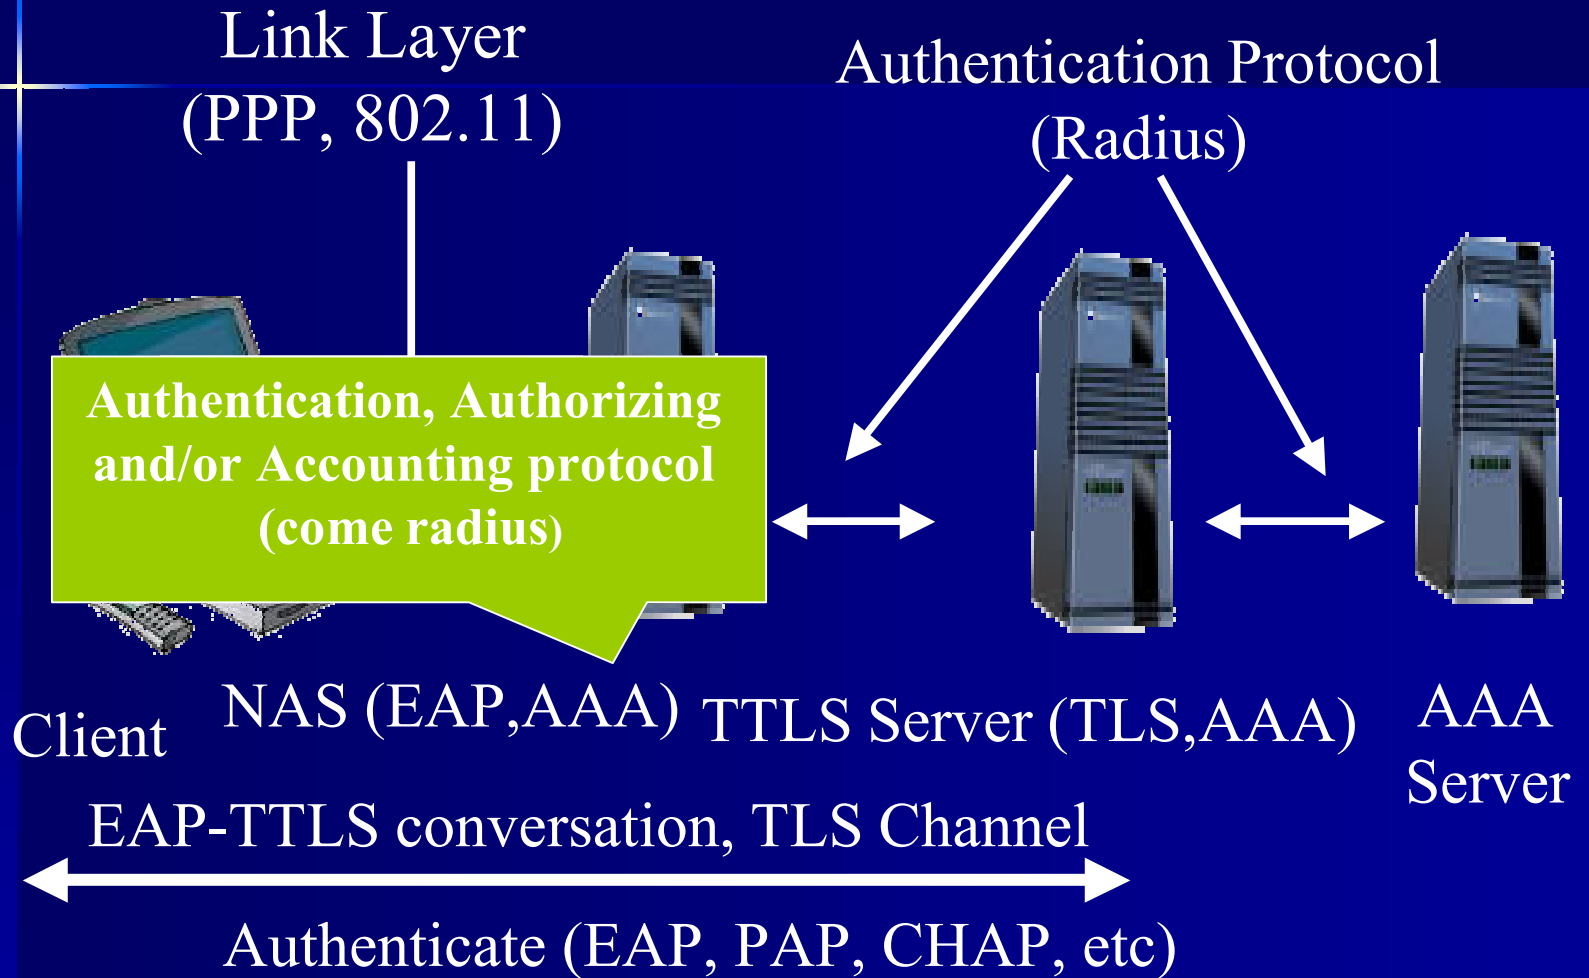 Link Layer
(PPP, 802.11)
Authentication Protocol
(Radius)
Authentication, Authorizing
and/or Accounting protocol
(come radius)
Client
NAS (EAP,AAA)
TTLS Server (TLS,AAA)
AAA
Server
EAP-TTLS conversation, TLS Channel
Authenticate (EAP, PAP, CHAP, etc)